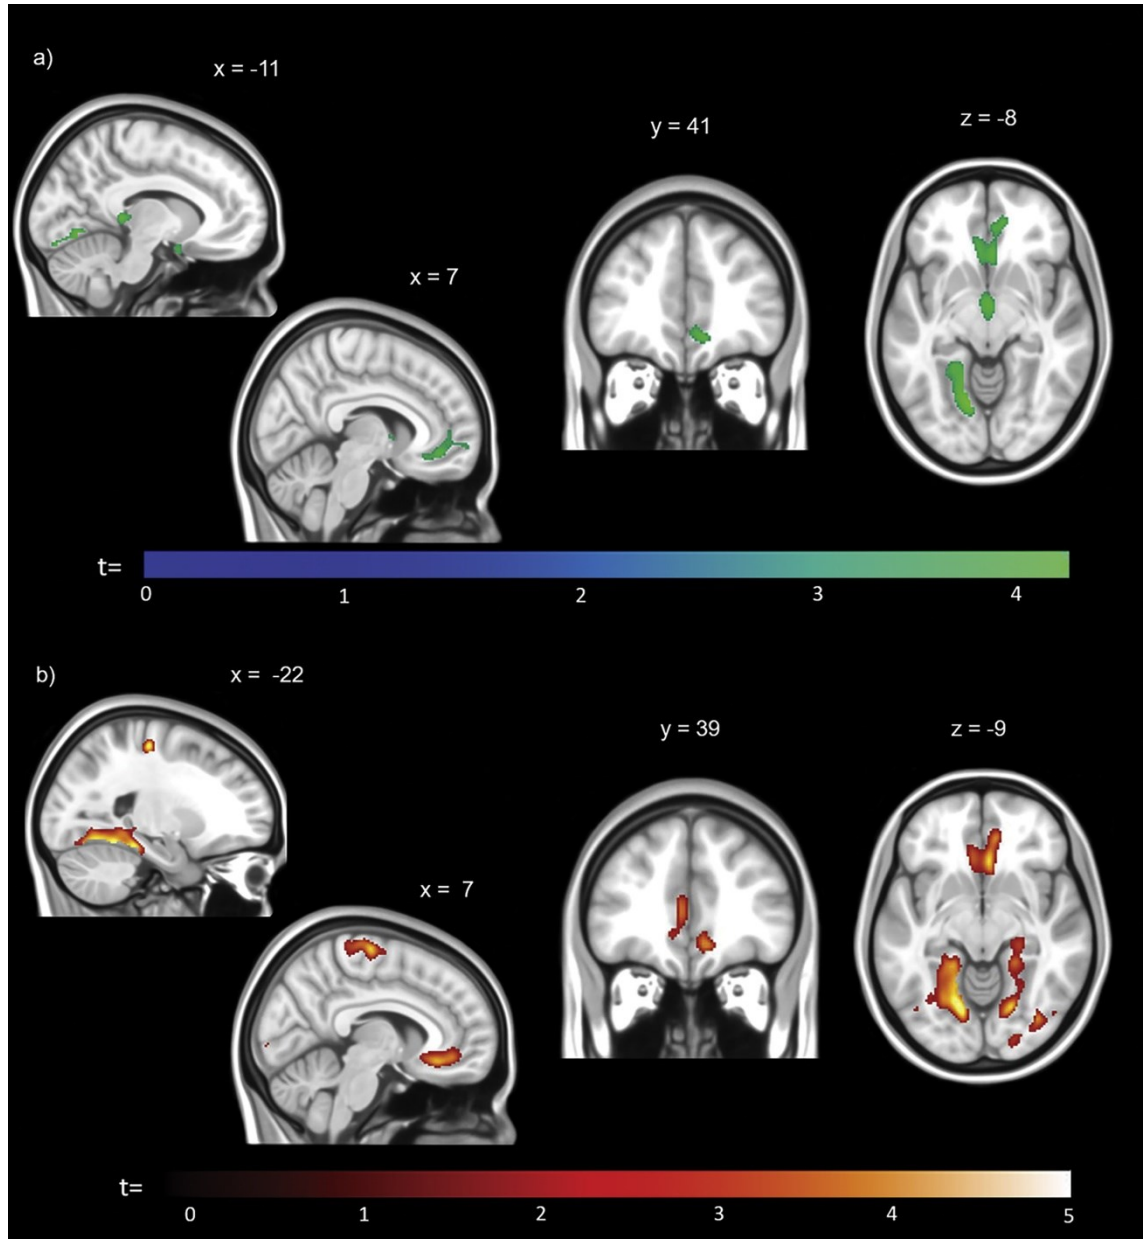 a)
x = -11
y = 41
z = -8
x = 7
t=
0 1 2 3 4
b)
x = -22
y = 39
z = -9
x = 7
t=
0 1 2 3 4 5